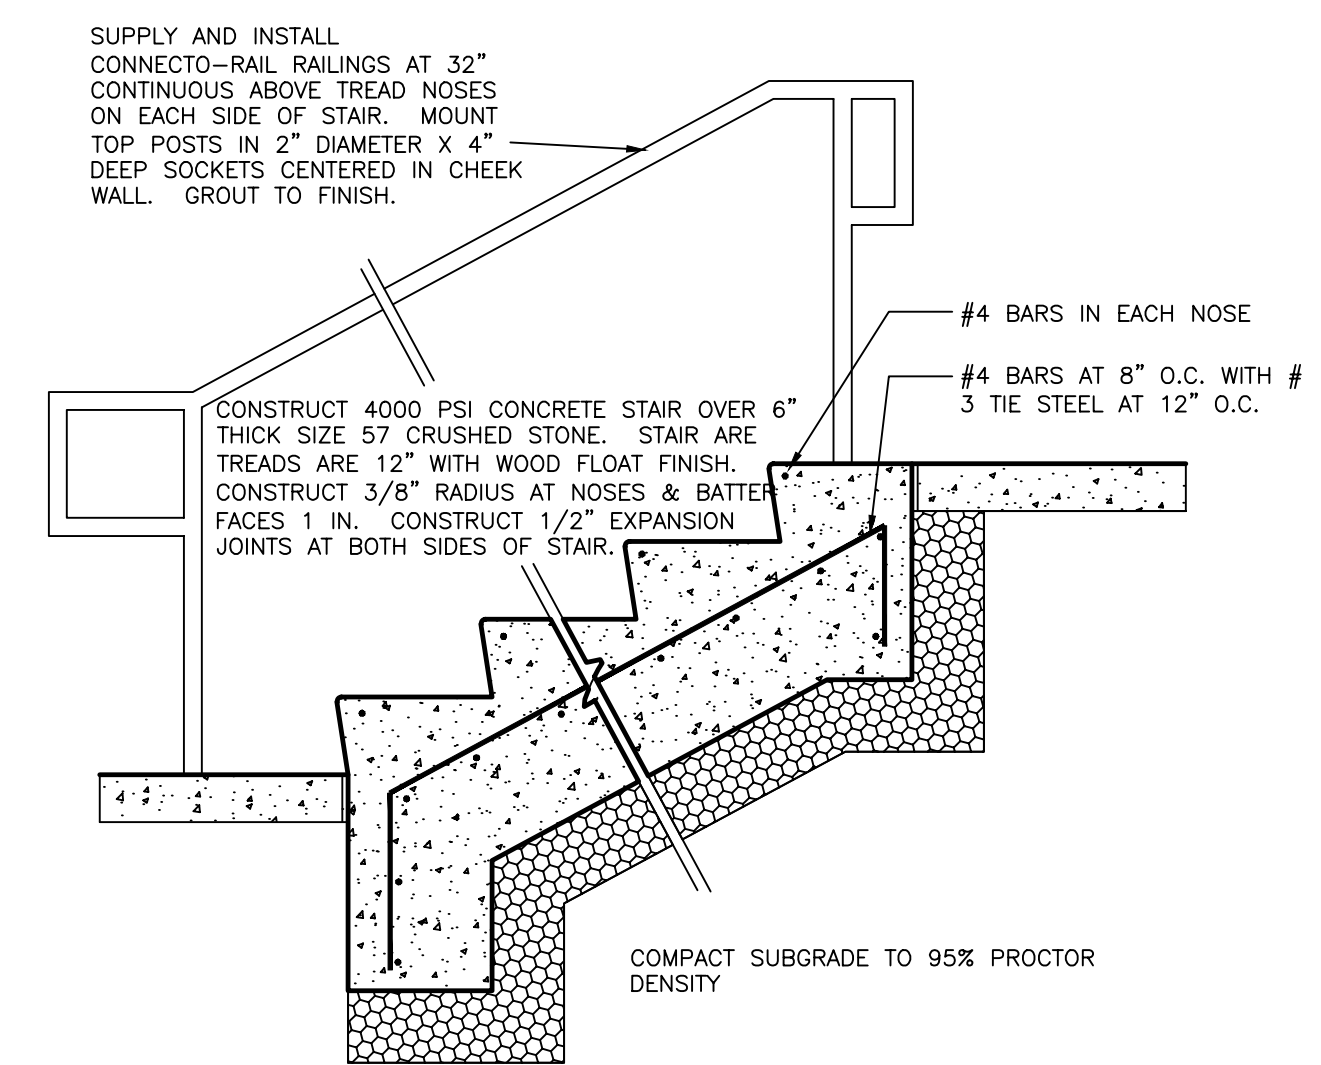 SUPPLY AND INSTALL
CONNECTO-RAIL RAILINGS AT 32"
CONTINUOUS ABOVE TREAD NOSES
ON EACH SIDE OF STAIR. MOUNT
TOP POSTS IN 2" DIAMETER X 4"
DEEP SOCKETS CENTERED IN CHEEK
WALL. GROUT TO FINISH.
#4 BARS IN EACH NOSE
#4 BARS AT 8" O.C. WITH #
3 TIE STEEL AT 12" O.C.
CONSTRUCT 4000 PSI CONCRETE STAIR OVER 6"
THICK SIZE 57 CRUSHED STONE. STAIR ARE
TREADS ARE 12" WITH WOOD FLOAT FINISH.
CONSTRUCT 3/8" RADIUS AT NOSES & BATTER
FACES 1 IN. CONSTRUCT 1/2" EXPANSION
JOINTS AT BOTH SIDES OF STAIR.
COMPACT SUBGRADE TO 95% PROCTOR
DENSITY